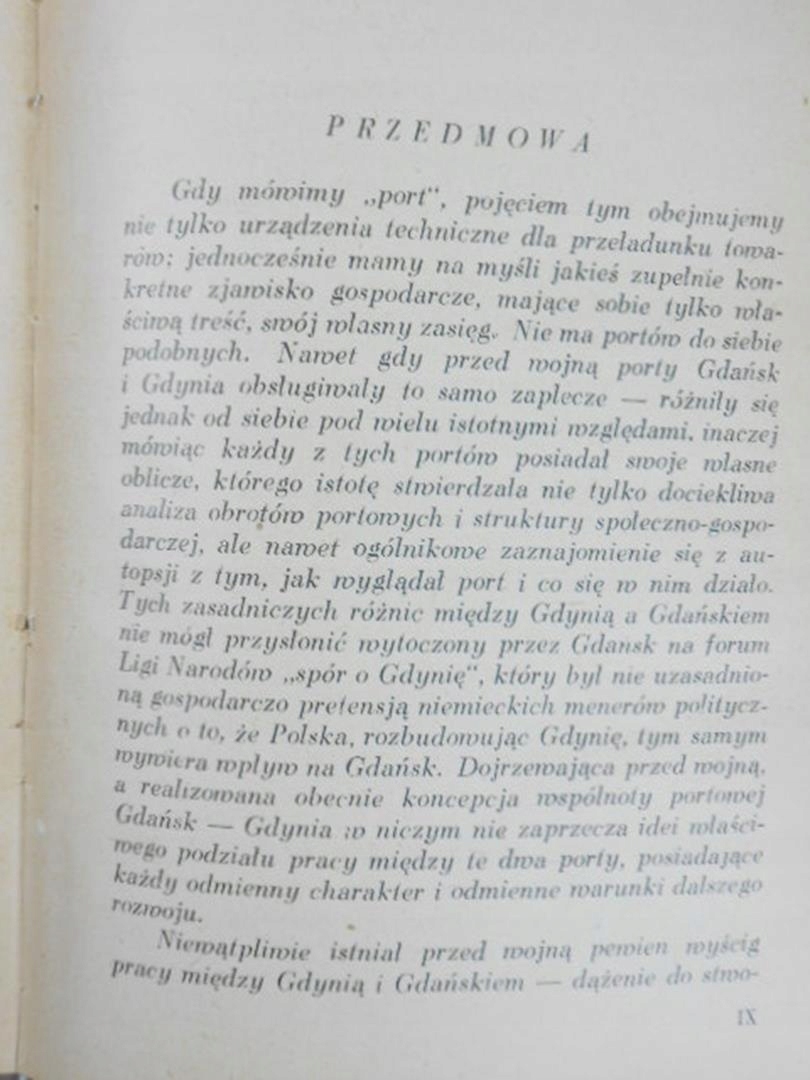 PRZEDMOWA
Gdy mówimy „port", pojęciem tym obejmujemy
nie tylko urządzenia techniczne dla przeładunku towa-
rów; jednocześnie mamy na myśli jakieś zupełnie kon-
kretne zjawisko gospodarcze, mające sobie tylko wła-
ściwą treść, swój własny zasięg. Nie ma portów do siebie
podobnych. Nawet gdy przed wojną porty Gdańsk
i Gdynia obsługiwały to samo zaplecze — różniły się
jednak od siebie pod wielu istotnymi względami, inaczej
mówiąc każdy z tych portów posiadał swoje własne
oblicze, którego istotę stwierdzała nie tylko dociekliwa
analiza obrotów portowych i struktury społeczno-gospo-
darczej, ale nawet ogólnikowe zaznajomienie się z au-
topsji z tym, jak wyglądał port i co się w nim działo.
Tych zasadniczych różnic między Gdynią a Gdańskiem
nie mógł przysłonić wytoczony przez Gdańsk na forum
Ligi Narodów „spór o Gdynię", który był nie uzasadnio-
ną gospodarczo pretensją niemieckich menerów politycz-
nych o to, że Polska, rozbudowując Gdynię, tym samym
wywiera wpływ na Gdańsk. Dojrzewająca przed wojną,
a realizowana obecnie koncepcja wspólnoty portowej
Gdańsk — Gdynia w niczym nie zaprzecza idei właści-
wego podziału pracy między te dwa porty, posiadające
każdy odmienny charakter i odmienne warunki dalszego
rozwoju.
Niewątpliwie istniał przed wojną pewien wyścig
pracy między Gdynią i Gdańskiem — dążenie do stwo-
IX